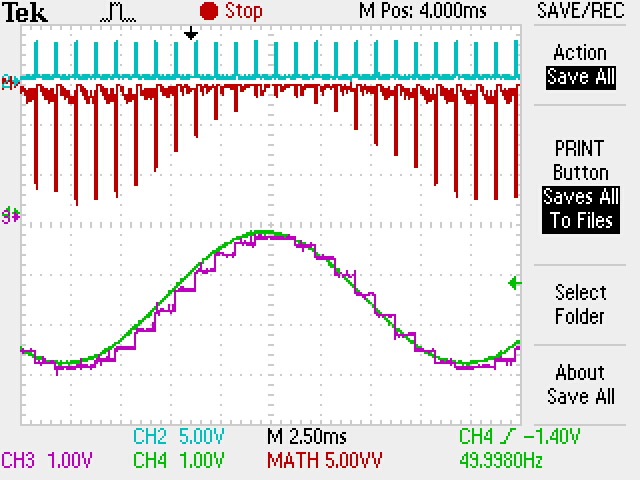 Tek Stop M Pos: 4.000ms SAVE/REC
Action
Save All
PRINT
Button
Saves All
To Files
Select
Folder
About
Save All
CH2 5.00V M 2.50ms CH4 −1.40V
CH3 1.00V CH4 1.00V MATH 5.00VV 49.9980Hz